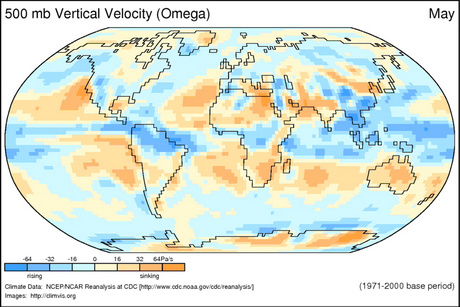 500 mb Vertical Velocity (Omega)
May
-64 -32 -16 0 16 32 64Pa/s
rising sinking
Climate Data: NCEP/NCAR Reanalysis at CDC [http://www.cdc.noaa.gov/cdc/reanalysis/]
Images: http://climvis.org
(1971-2000 base period)